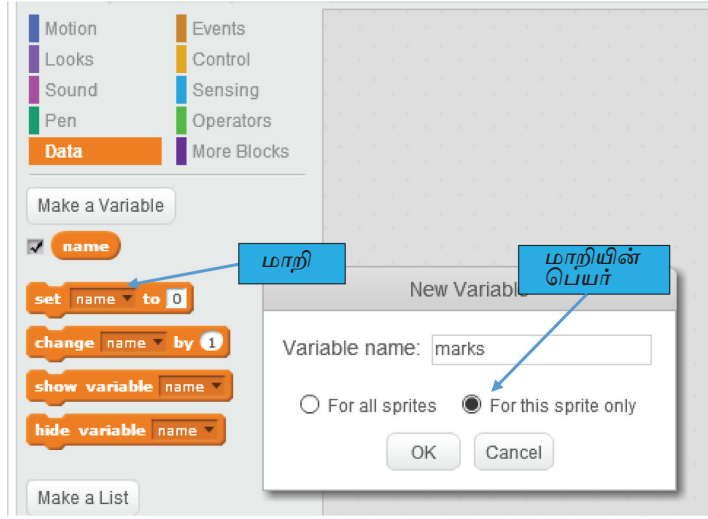 Motion
Events
Looks
Control
Sound
Sensing
Pen
Operators
Data
More Blocks
Make a Variable
name
set name to 0
change name by 1
show variable name
hide variable name
Make a List
மாறி
மாறியின்
பெயர்
New Variable
Variable name: marks
For all sprites For this sprite only
OK Cancel